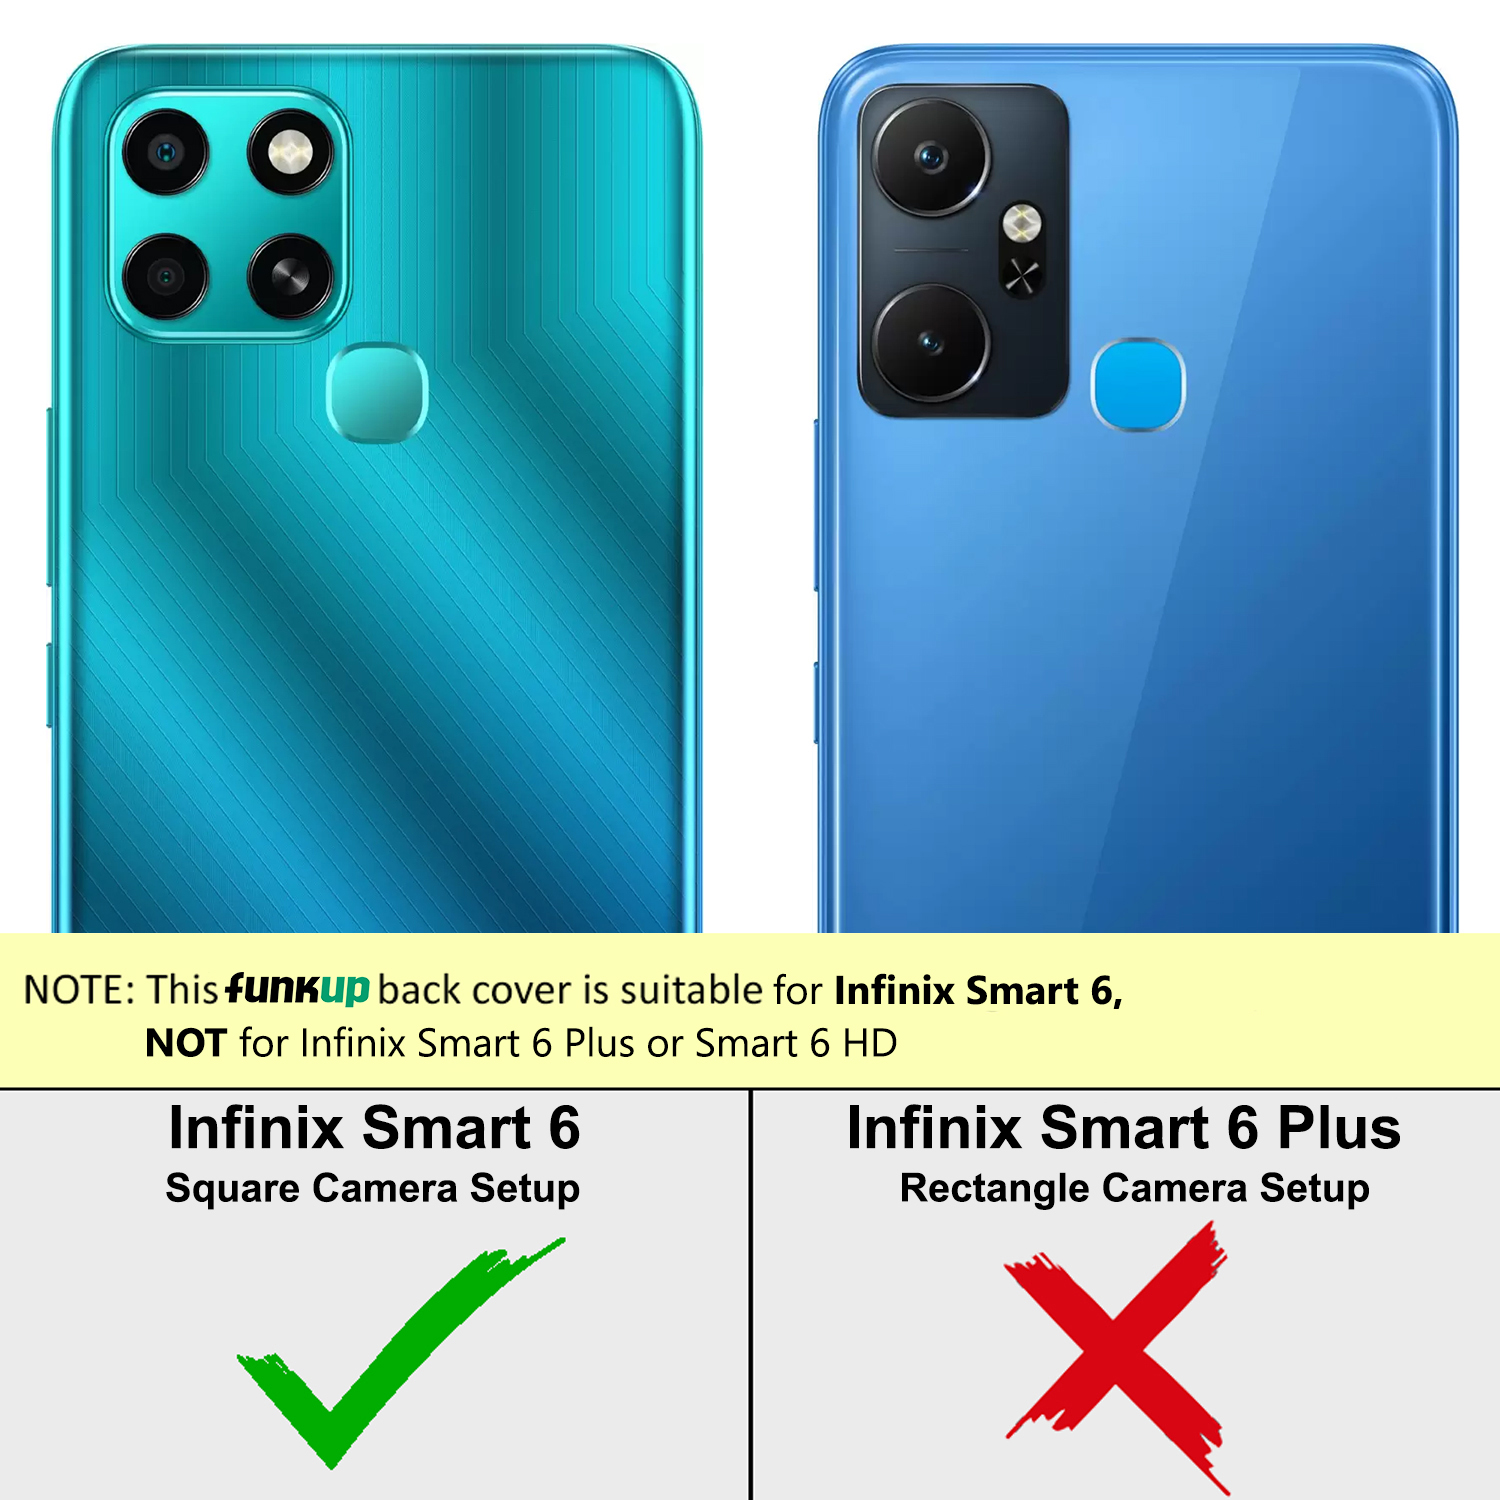 NOTE: This funkup back cover is suitable for Infinix Smart 6,
NOT for Infinix Smart 6 Plus or Smart 6 HD
Infinix Smart 6
Square Camera Setup
Infinix Smart 6 Plus
Rectangle Camera Setup